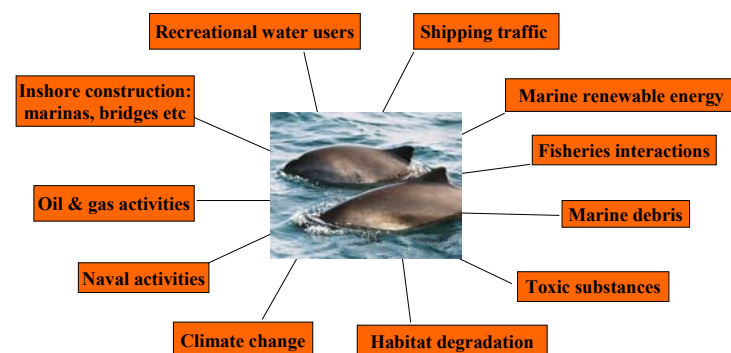 Recreational water users
Shipping traffic
Inshore construction:
marinas, bridges etc
Marine renewable energy
Fisheries interactions
Oil & gas activities
Marine debris
Naval activities
Toxic substances
Climate change
Habitat degradation